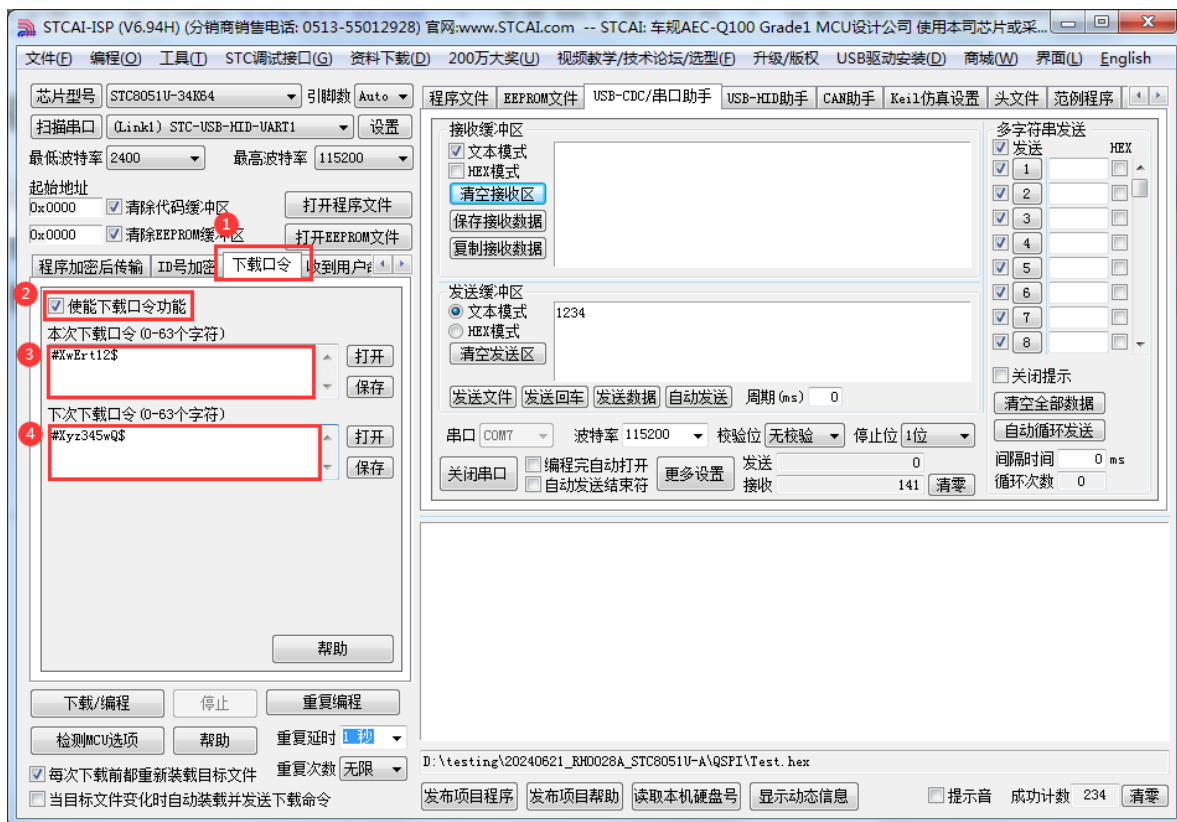 STCAI-ISP (V6.94H) (分销商销售电话: 0513-55012928) 官网:www.STCAI.com -- STCAI: 车规AEC-Q100 Grade1 MCU设计公司 使用本司芯片或采...
文件(F) 编程(O) 工具(T) STC调试接口(G) 资料下载(D) 200万大奖(U) 视频教学/技术论坛/选型(E) 升级/版权 USB驱动安装(D) 商城(W) 界面(L) English
芯片型号 STC8051U-34K64 引脚数 Auto
扫描串口 (Link1) STC-USB-HID-UART1 设置
最低波特率 2400 最高波特率 115200
起始地址
0x0000 清除代码缓冲区 打开程序文件
0x0000 清除EEPROM缓冲区 打开EEPROM文件
1
程序加密后传输 ID号加密 下载口令 收到用户
2
使能下载口令功能
本次下载口令(0-63个字符)
3
#XwErt12$
打开
保存
下次下载口令(0-63个字符)
4
#Xyz345wQ$
打开
保存
帮助
下载/编程 停止 重复编程
检测MCU选项 帮助 重复延时 1 秒
每次下载前都重新装载目标文件 重复次数 无限
当目标文件变化时自动装载并发送下载命令
程序文件 EEPROM文件 USB-CDC/串口助手 USB-HID助手 CAN助手 Keil仿真设置 头文件 范例程序
接收缓冲区
文本模式
HEX模式
清空接收区
保存接收数据
复制接收数据
发送缓冲区
文本模式
1234
HEX模式
清空发送区
发送文件 发送回车 发送数据 自动发送 周期(ms) 0
串口 COM7 波特率 115200 校验位 无校验 停止位 1位
关闭串口 编程完自动打开 更多设置 发送 0
自动发送结束符 接收 141 清零
多字符串发送
发送 HEX
1
2
3
4
5
6
7
8
关闭提示
清空全部数据
自动循环发送
间隔时间 0 ms
循环次数 0
D:\testing\20240621_RH0028A_STC8051U-A\QSPI\Test.hex
发布项目程序 发布项目帮助 读取本机硬盘号 显示动态信息 提示音 成功计数 234 清零